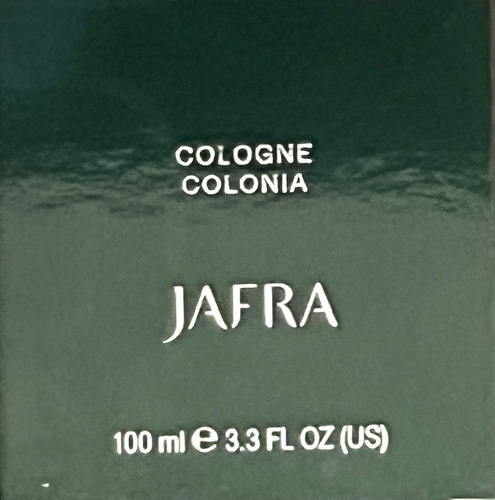 COLOGNE
COLONIA
JAFRA
100 ml ℮ 3.3 FL OZ (US)